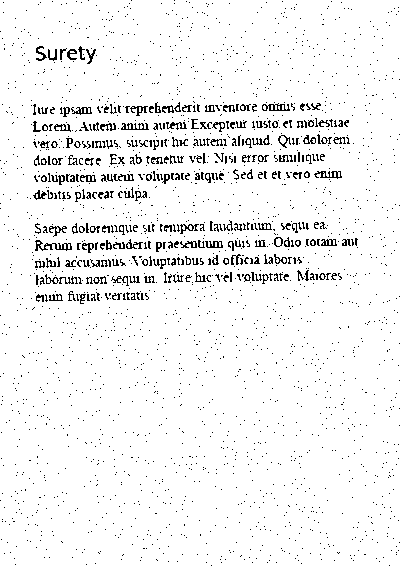 Surety
Iure ipsam velit reprehenderit inventore omnis esse.
Lorem. Autem anim autem Excepteur iusto et molestiae
vero. Possimus, suscipit hic autem aliquid. Qui dolorem
dolor facere. Ex ab tenetur vel. Nisi error similique
voluptatem autem voluptate atque. Sed et et vero enim
debitis placeat culpa.
Saepe doloremque sit tempora laudantium, sequi ea.
Rerum reprehenderit praesentium quis in. Odio totam aut
nihil accusamus. Voluptatibus id officia laboris
laborum non sequi in. Irure hic vel voluptate. Maiores
enim fugiat veritatis